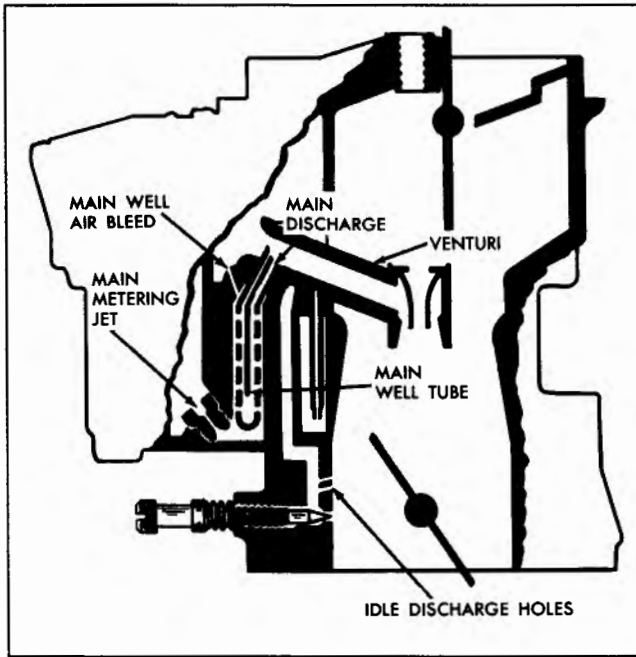 MAIN WELL
AIR BLEED
MAIN
DISCHARGE
VENTURI
MAIN
METERING
JET
MAIN
WELL TUBE
IDLE DISCHARGE HOLES